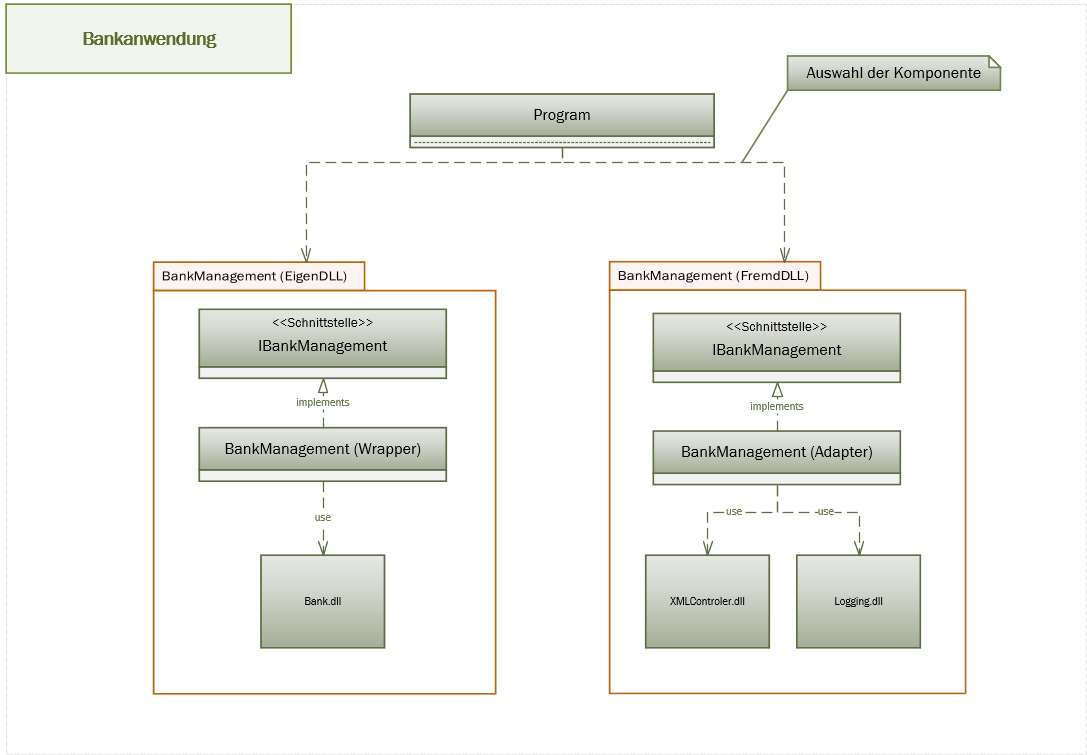 Bankanwendung
Auswahl der Komponente
Program
BankManagement (EigenDLL)
<<Schnittstelle>>
IBankManagement
implements
BankManagement (Wrapper)
use
Bank.dll
BankManagement (FremdDLL)
<<Schnittstelle>>
IBankManagement
implements
BankManagement (Adapter)
use
use
XMLControler.dll
Logging.dll